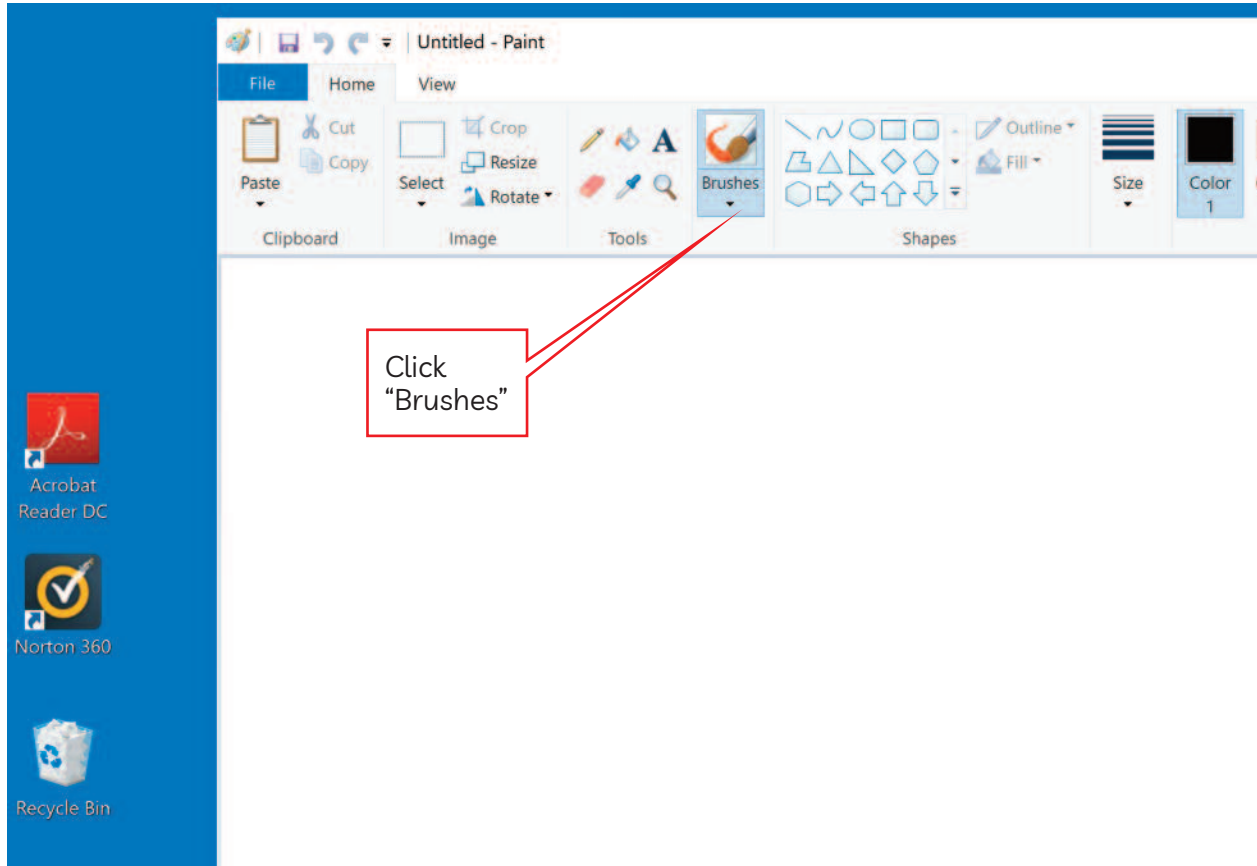 Untitled - Paint
File Home View
Cut
Copy
Paste
Clipboard
Crop
Resize
Rotate
Select
Image
A
Tools
Brushes
Outline
Fill
Shapes
Size
Color
1
Click
“Brushes”
Acrobat
Reader DC
Norton 360
Recycle Bin